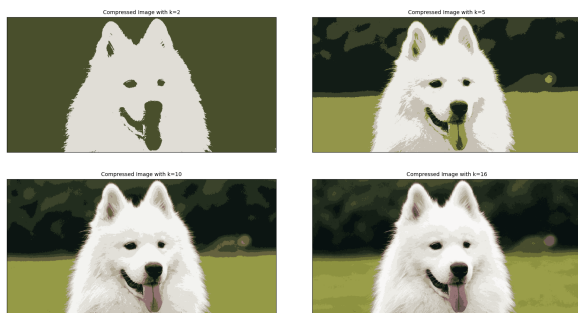 Compressed Image with k=2
Compressed Image with k=5
Compressed Image with k=10
Compressed Image with k=16